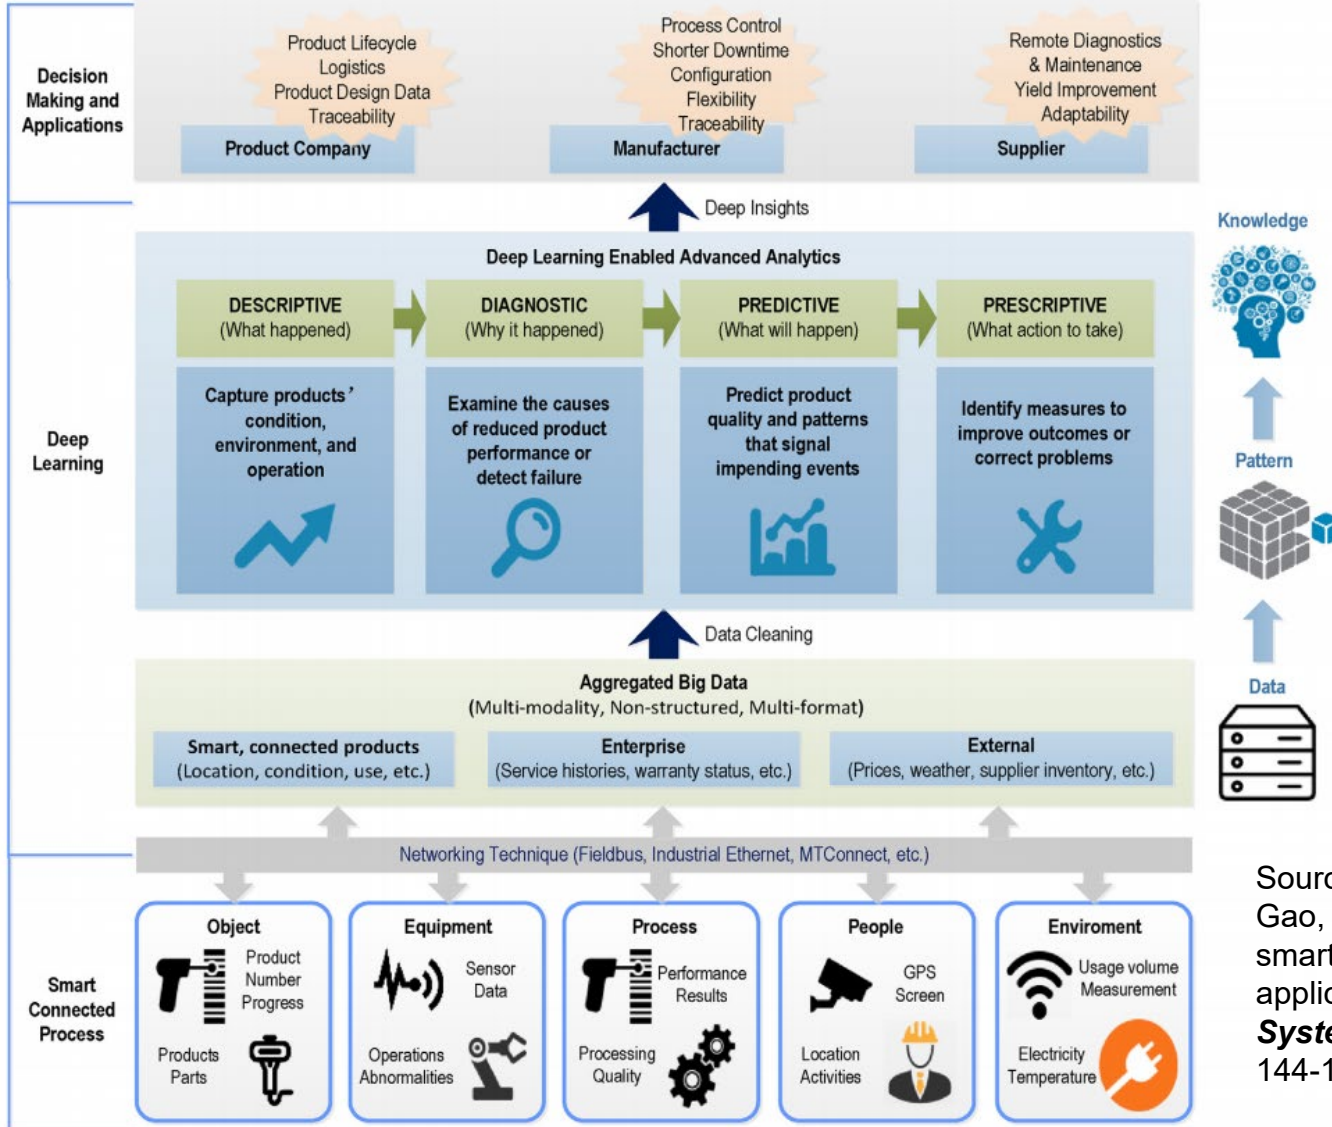 Decision
Making and
Applications
Product Lifecycle
Logistics
Product Design Data
Traceability
Product Company
Process Control
Shorter Downtime
Configuration
Flexibility
Traceability
Manufacturer
Remote Diagnostics
& Maintenance
Yield Improvement
Adaptability
Supplier
Deep Insights
Deep
Learning
Deep Learning Enabled Advanced Analytics
DESCRIPTIVE
(What happened)
DIAGNOSTIC
(Why it happened)
PREDICTIVE
(What will happen)
PRESCRIPTIVE
(What action to take)
Capture products’
condition,
environment, and
operation
Examine the causes
of reduced product
performance or
detect failure
Predict product
quality and patterns
that signal
impending events
Identify measures to
improve outcomes or
correct problems
Data Cleaning
Aggregated Big Data
(Multi-modality, Non-structured, Multi-format)
Smart, connected products
(Location, condition, use, etc.)
Enterprise
(Service histories, warranty status, etc.)
External
(Prices, weather, supplier inventory, etc.)
Knowledge
Pattern
Data
Networking Technique (Fieldbus, Industrial Ethernet, MTConnect, etc.)
Smart
Connected
Process
Object
Product
Number
Progress
Products
Parts
Equipment
Sensor
Data
Operations
Abnormalities
Process
Performance
Results
Processing
Quality
People
GPS
Screen
Location
Activities
Enviroment
Usage volume
Measurement
Electricity
Temperature
Gao,
144-1